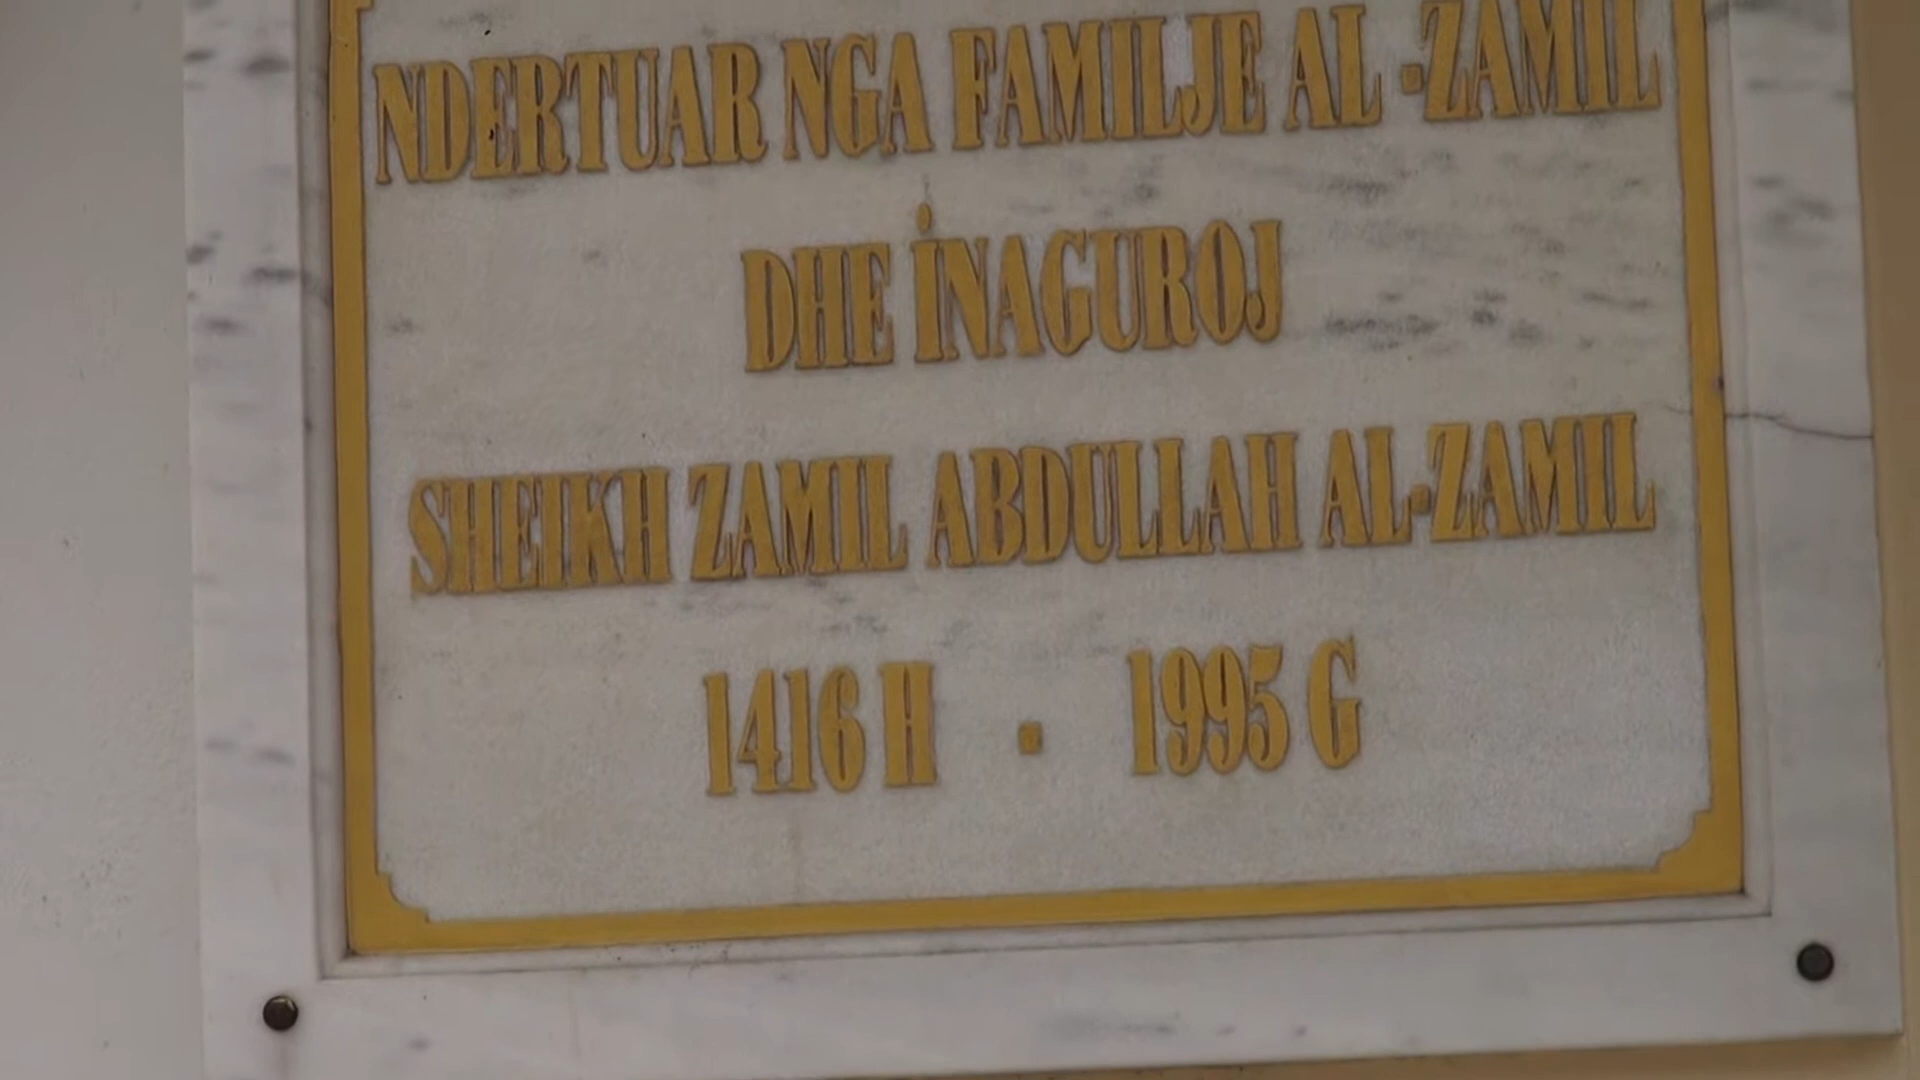 NDERTUAR NGA FAMILJE AL-ZAMIL
DHE İNAGUROJ
SHEIKH ZAMIL ABDULLAH AL-ZAMIL
1416 H - 1995 G